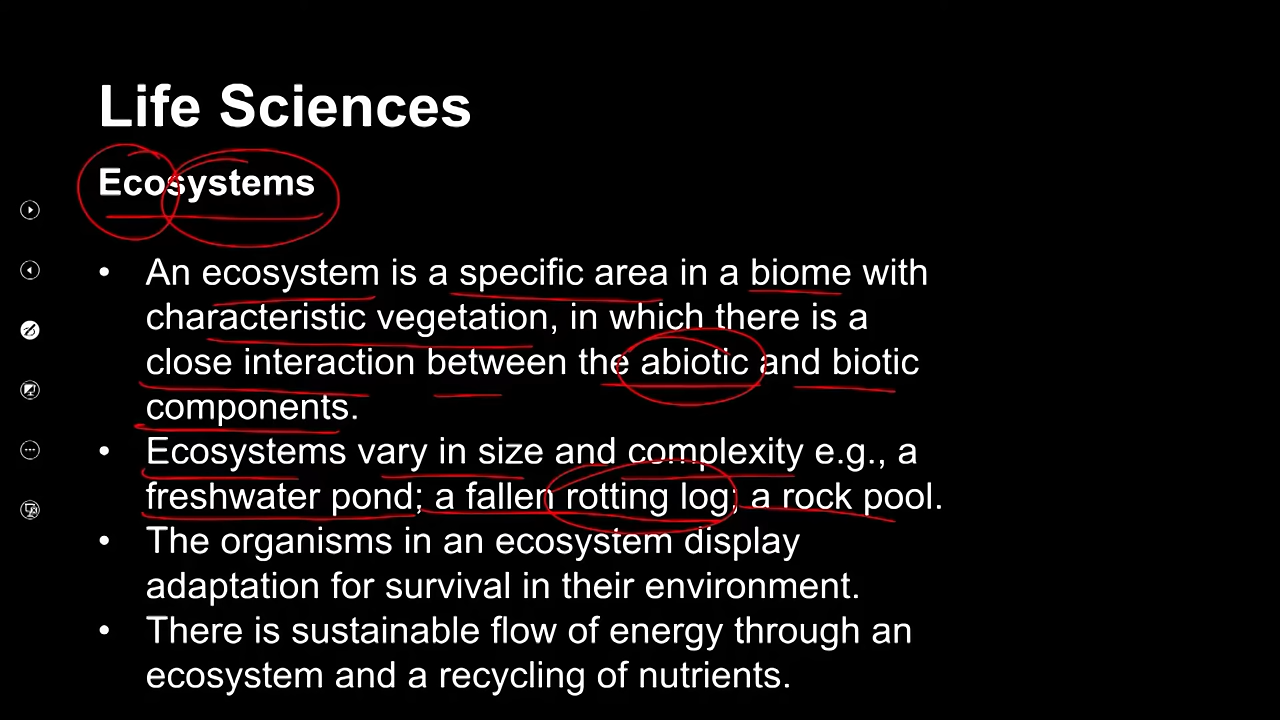 Life Sciences
Ecosystems
• An ecosystem is a specific area in a biome with
characteristic vegetation, in which there is a
close interaction between the abiotic and biotic
components.
• Ecosystems vary in size and complexity e.g., a
freshwater pond; a fallen rotting log; a rock pool.
• The organisms in an ecosystem display
adaptation for survival in their environment.
• There is sustainable flow of energy through an
ecosystem and a recycling of nutrients.